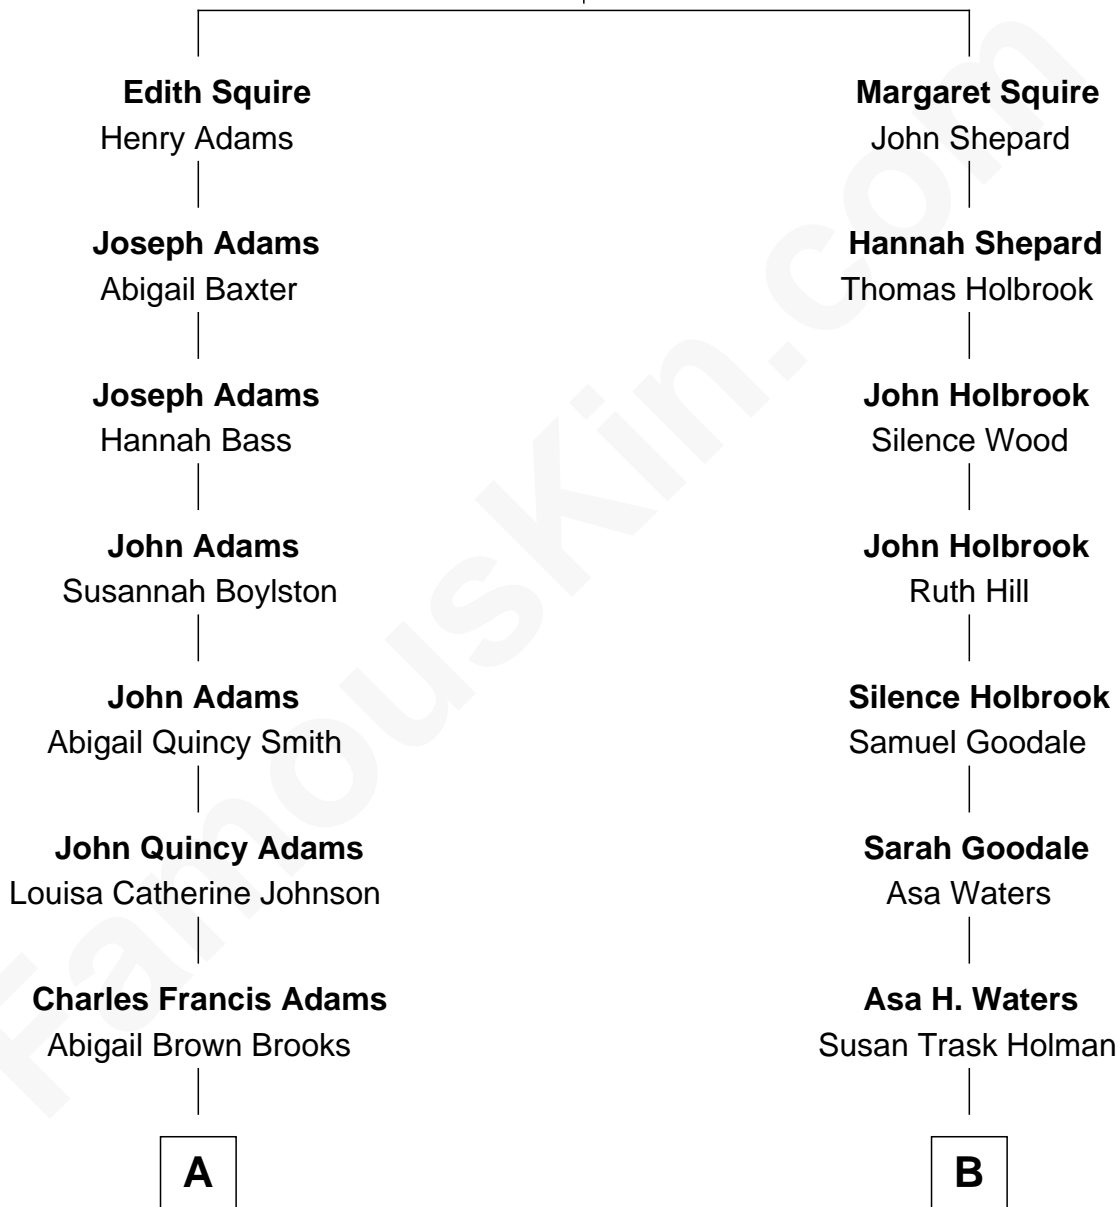 Edith Squire
Henry Adams
Joseph Adams
Abigail Baxter
Joseph Adams
Hannah Bass
John Adams
Susannah Boylston
John Adams
Abigail Quincy Smith
John Quincy Adams
Louisa Catherine Johnson
Charles Francis Adams
Abigail Brown Brooks
A
Margaret Squire
John Shepard
Hannah Shepard
Thomas Holbrook
John Holbrook
Silence Wood
John Holbrook
Ruth Hill
Silence Holbrook
Samuel Goodale
Sarah Goodale
Asa Waters
Asa H. Waters
Susan Trask Holman
B
FamousKin.com